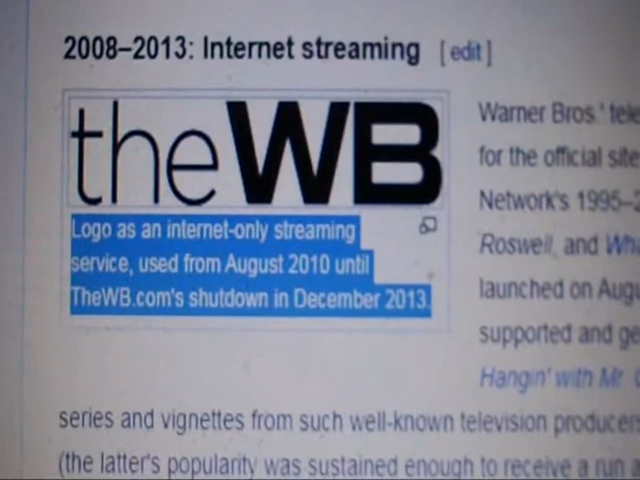 2008–2013: Internet streaming [edit]
theWB
Logo as an internet-only streaming
service, used from August 2010 until
TheWB.com's shutdown in December 2013.
Warner Bros.' tele
for the official site
Network's 1995–2
Roswell, and Wha
launched on Augu
supported and ge
Hangin' with Mr. C
series and vignettes from such well-known television producers
(the latter's popularity was sustained enough to receive a run a